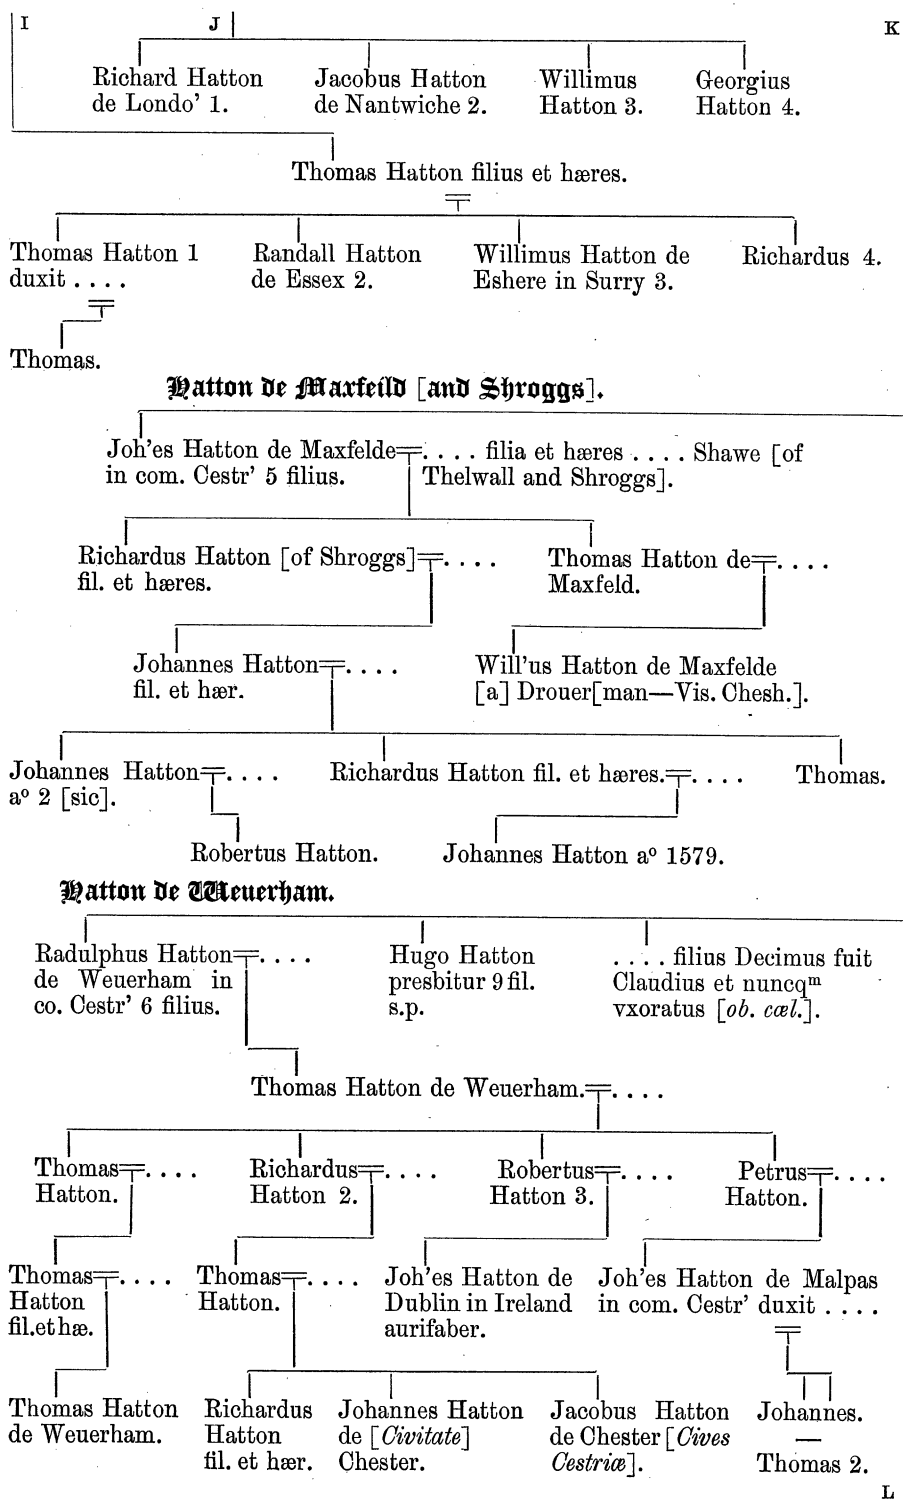 I J K
Richard Hatton Jacobus Hatton Willimus Georgius
de Londo' 1. de Nantwiche 2. Hatton 3. Hatton 4.
Thomas Hatton filius et hæres.
Thomas Hatton 1 Randall Hatton Willimus Hatton de Richardus 4.
duxit . . . . de Essex 2. Eshere in Surry 3.
Thomas.
Hatton de Maxfeild [and Shroggs].
Joh'es Hatton de Maxfelde . . . . filia et hæres . . . . Shawe [of
in com. Cestr' 5 filius. Thelwall and Shroggs].
Richardus Hatton [of Shroggs] . . . . Thomas Hatton de . . . .
fil. et hæres. Maxfeld.
Johannes Hatton . . . . Will'us Hatton de Maxfelde
fil. et hær. [a] Drouer[man—Vis. Chesh.].
Johannes Hatton . . . . Richardus Hatton fil. et hæres. . . . . Thomas.
aº 2 [sic].
Robertus Hatton. Johannes Hatton aº 1579.
Hatton de Weuerham.
Radulphus Hatton . . . . Hugo Hatton . . . . filius Decimus fuit
de Weuerham in presbitur 9 fil. Claudius et nuncqᵐ
co. Cestr' 6 filius. s.p. vxoratus [ob. cœl.].
Thomas Hatton de Weuerham. . . . .
Thomas . . . . Richardus . . . . Robertus . . . . Petrus . . . .
Hatton. Hatton 2. Hatton 3. Hatton.
Thomas . . . . Thomas . . . . Joh'es Hatton de Joh'es Hatton de Malpas
Hatton Hatton. Dublin in Ireland in com. Cestr' duxit . . . .
fil. et hæ. aurifaber.
Thomas Hatton Richardus Johannes Hatton Jacobus Hatton Johannes.
de Weuerham. Hatton de [Civitate] de Chester [Cives —
fil. et hær. Chester. Cestriæ]. Thomas 2.
L